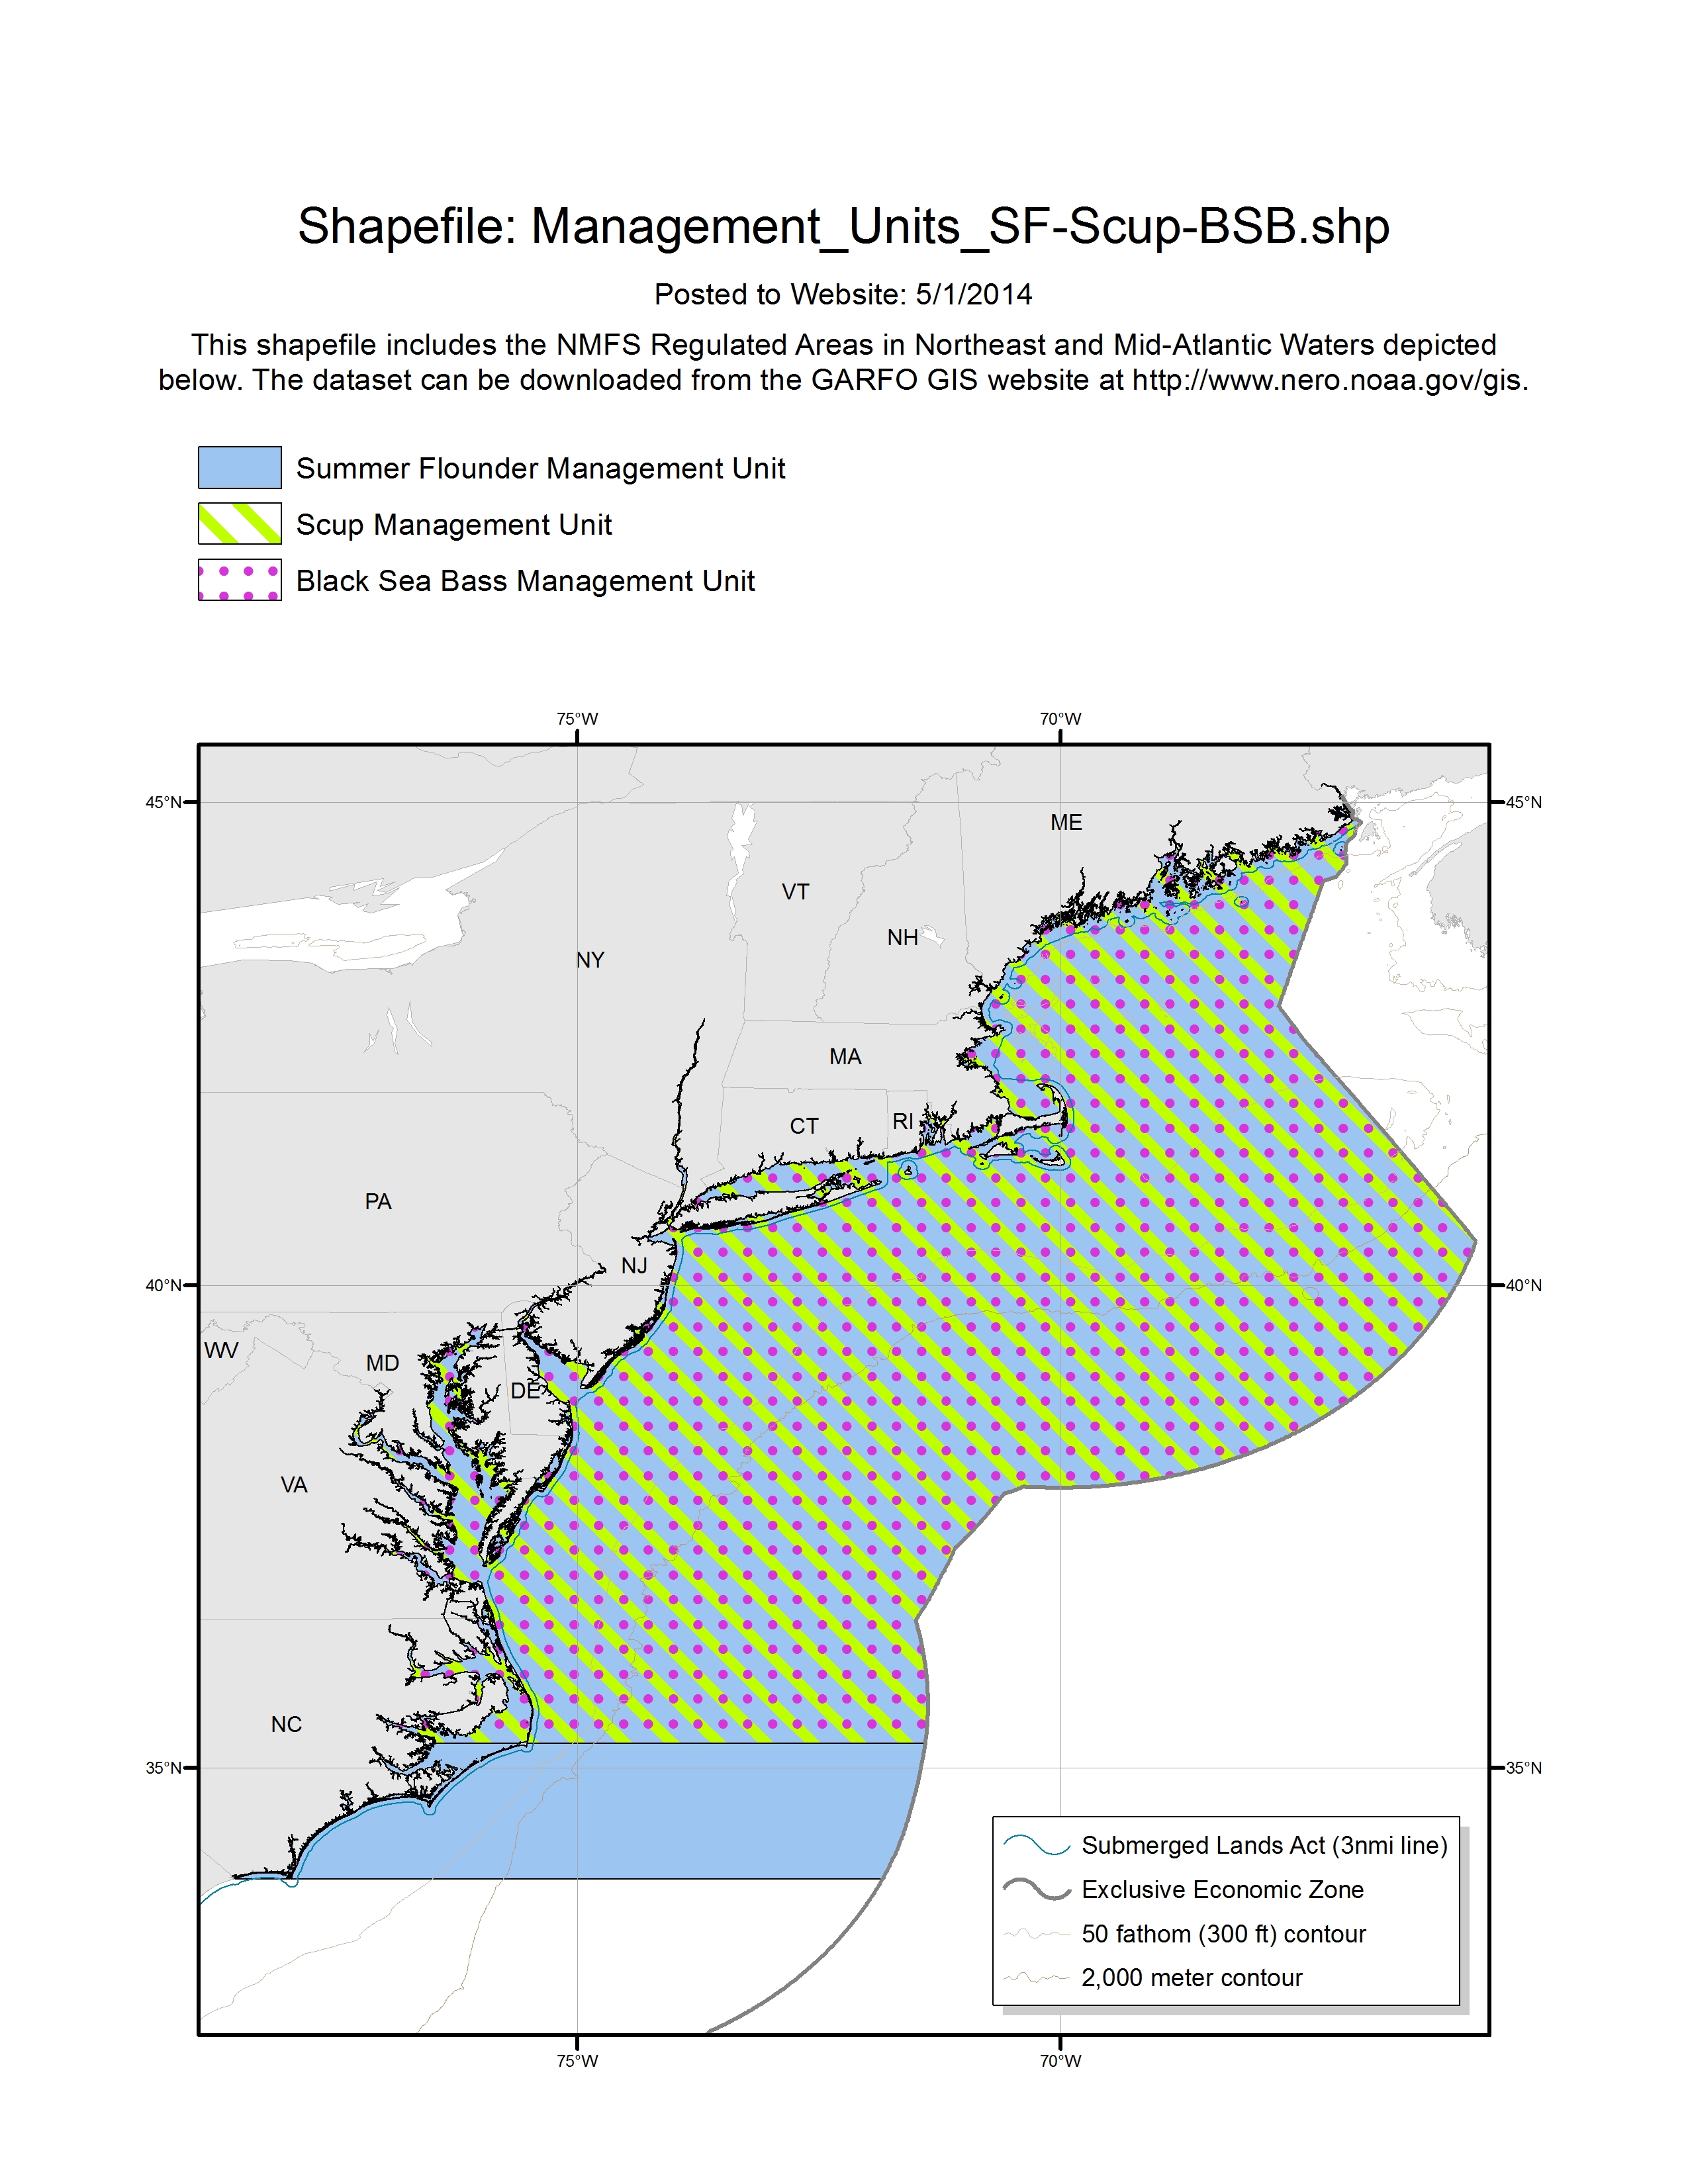 Shapefile: Management_Units_SF-Scup-BSB.shp
Posted to Website: 5/1/2014
This shapefile includes the NMFS Regulated Areas in Northeast and Mid-Atlantic Waters depicted
below. The dataset can be downloaded from the GARFO GIS website at http://www.nero.noaa.gov/gis.
Summer Flounder Management Unit
Scup Management Unit
Black Sea Bass Management Unit
75°W 70°W
45°N 45°N
ME
VT
NH
NY
MA
CT RI
PA
NJ
40°N 40°N
WV
MD
DE
VA
NC
35°N 35°N
Submerged Lands Act (3nmi line)
Exclusive Economic Zone
50 fathom (300 ft) contour
2,000 meter contour
75°W 70°W